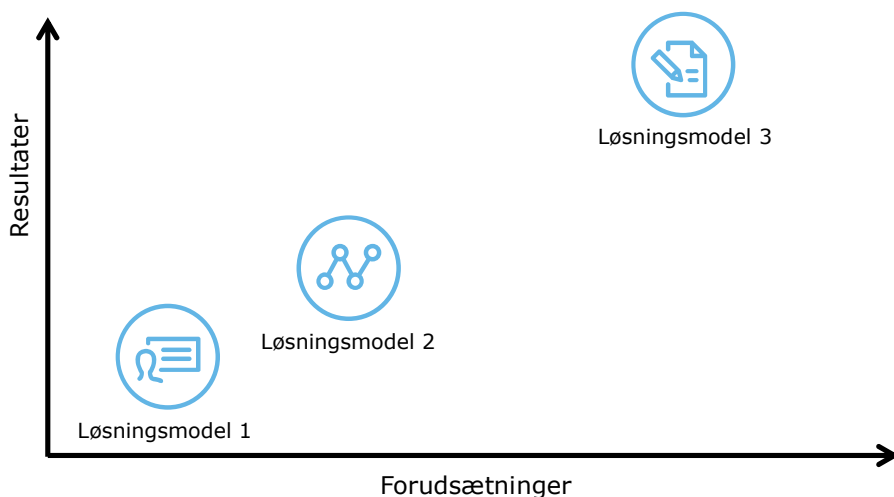 Resultater
Løsningsmodel 3
Løsningsmodel 2
Løsningsmodel 1
Forudsætninger